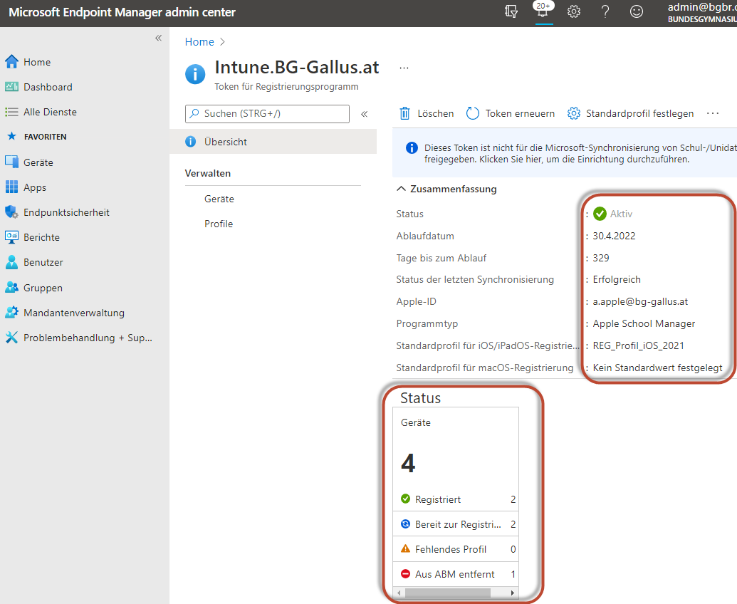 Microsoft Endpoint Manager admin center
20+
admin@bgbr.
BUNDESGYMNASIU
«
Home
Dashboard
Alle Dienste
FAVORITEN
Geräte
Apps
Endpunktsicherheit
Berichte
Benutzer
Gruppen
Mandantenverwaltung
Problembehandlung + Sup...
Home >
Intune.BG-Gallus.at ...
Token für Registrierungsprogramm
Suchen (STRG+/)
«
Übersicht
Verwalten
Geräte
Profile
Löschen Token erneuern Standardprofil festlegen ...
Dieses Token ist nicht für die Microsoft-Synchronisierung von Schul-/Unidat
freigegeben. Klicken Sie hier, um die Einrichtung durchzuführen.
Zusammenfassung
Status : Aktiv
Ablaufdatum : 30.4.2022
Tage bis zum Ablauf : 329
Status der letzten Synchronisierung : Erfolgreich
Apple-ID : a.apple@bg-gallus.at
Programmtyp : Apple School Manager
Standardprofil für iOS/iPadOS-Registrie... : REG_Profil_iOS_2021
Standardprofil für macOS-Registrierung : Kein Standardwert festgelegt
Status
Geräte
4
Registriert 2
Bereit zur Registri... 2
Fehlendes Profil 0
Aus ABM entfernt 1